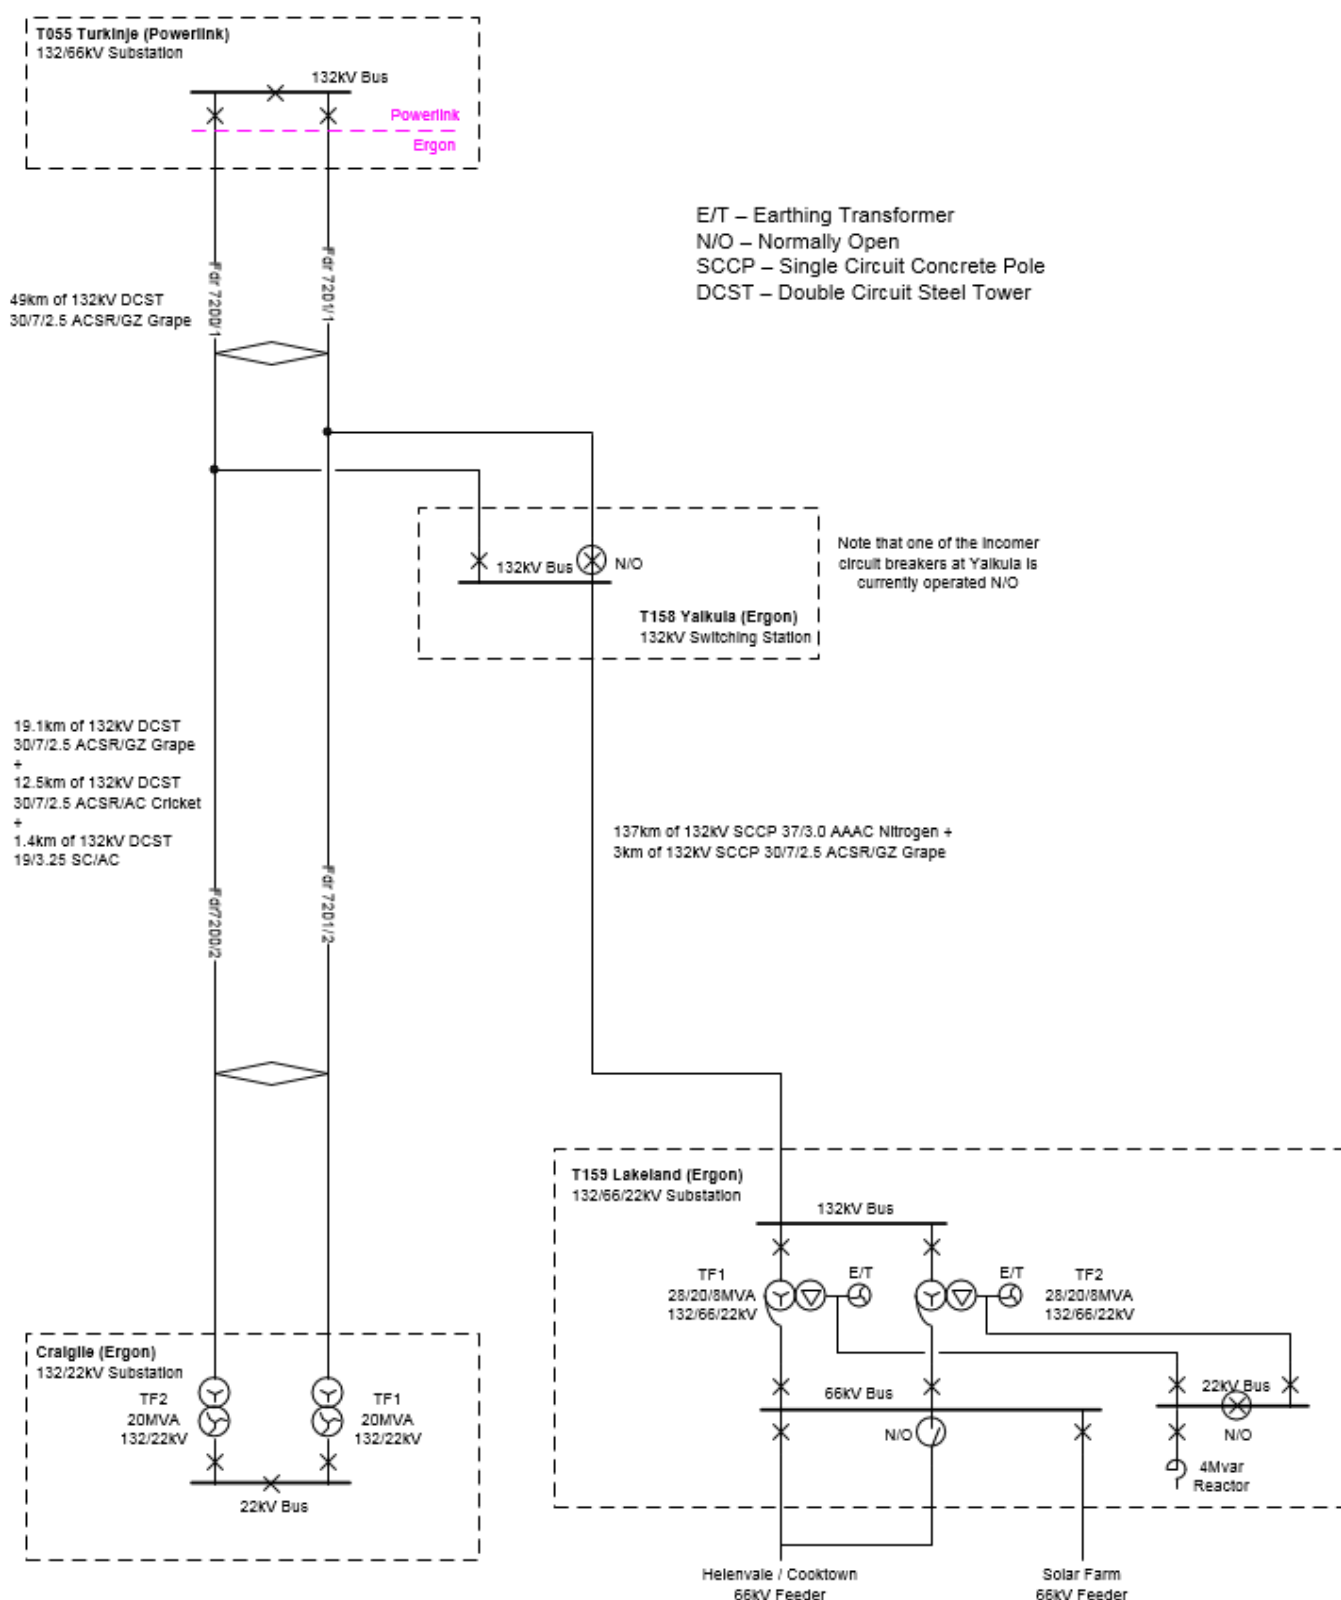 T055 Turkinje (Powerlink)
132/66kV Substation
132kV Bus
Powerlink
Ergon
E/T – Earthing Transformer
N/O – Normally Open
SCCP – Single Circuit Concrete Pole
DCST – Double Circuit Steel Tower
Fdr 7200/1
Fdr 7201/1
49km of 132kV DCST
30/7/2.5 ACSR/GZ Grape
132kV Bus
N/O
T158 Yalkula (Ergon)
132kV Switching Station
Note that one of the incomer
circuit breakers at Yalkula is
currently operated N/O
19.1km of 132kV DCST
30/7/2.5 ACSR/GZ Grape
+
12.5km of 132kV DCST
30/7/2.5 ACSR/AC Cricket
+
1.4km of 132kV DCST
19/3.25 SC/AC
Fdr7200/2
Fdr 7201/2
137km of 132kV SCCP 37/3.0 AAAC Nitrogen +
3km of 132kV SCCP 30/7/2.5 ACSR/GZ Grape
T159 Lakeland (Ergon)
132/66/22kV Substation
132kV Bus
TF1
28/20/8MVA
132/66/22kV
E/T
E/T
TF2
28/20/8MVA
132/66/22kV
66kV Bus
22kV Bus
N/O
N/O
4Mvar
Reactor
Craiglie (Ergon)
132/22kV Substation
TF2
20MVA
132/22kV
TF1
20MVA
132/22kV
22kV Bus
Helenvale / Cooktown
66kV Feeder
Solar Farm
66kV Feeder